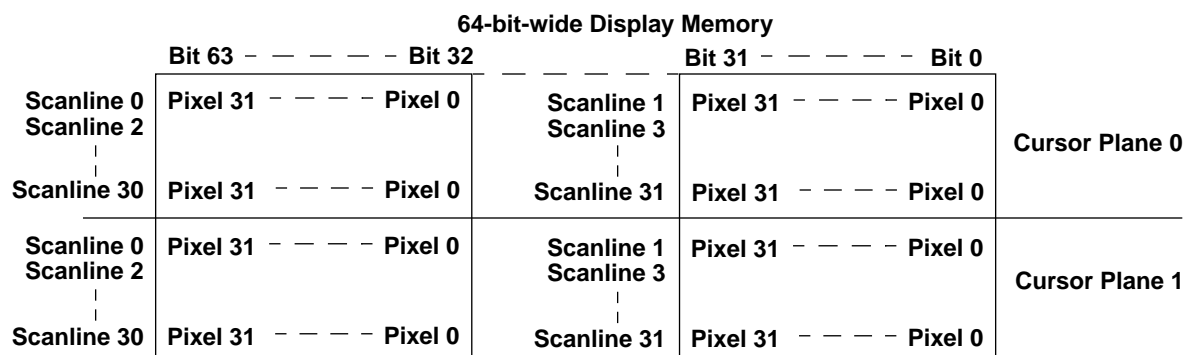 64-bit-wide Display Memory
Bit 63 – — — – Bit 32 Bit 31 – — — – Bit 0
Scanline 0 Pixel 31 – — — – Pixel 0 Scanline 1 Pixel 31 – — — – Pixel 0
Scanline 2 Scanline 3
Cursor Plane 0
Scanline 30 Pixel 31 – — — – Pixel 0 Scanline 31 Pixel 31 – — — – Pixel 0
Scanline 0 Pixel 31 – — — – Pixel 0 Scanline 1 Pixel 31 – — — – Pixel 0
Scanline 2 Scanline 3
Cursor Plane 1
Scanline 30 Pixel 31 – — — – Pixel 0 Scanline 31 Pixel 31 – — — – Pixel 0